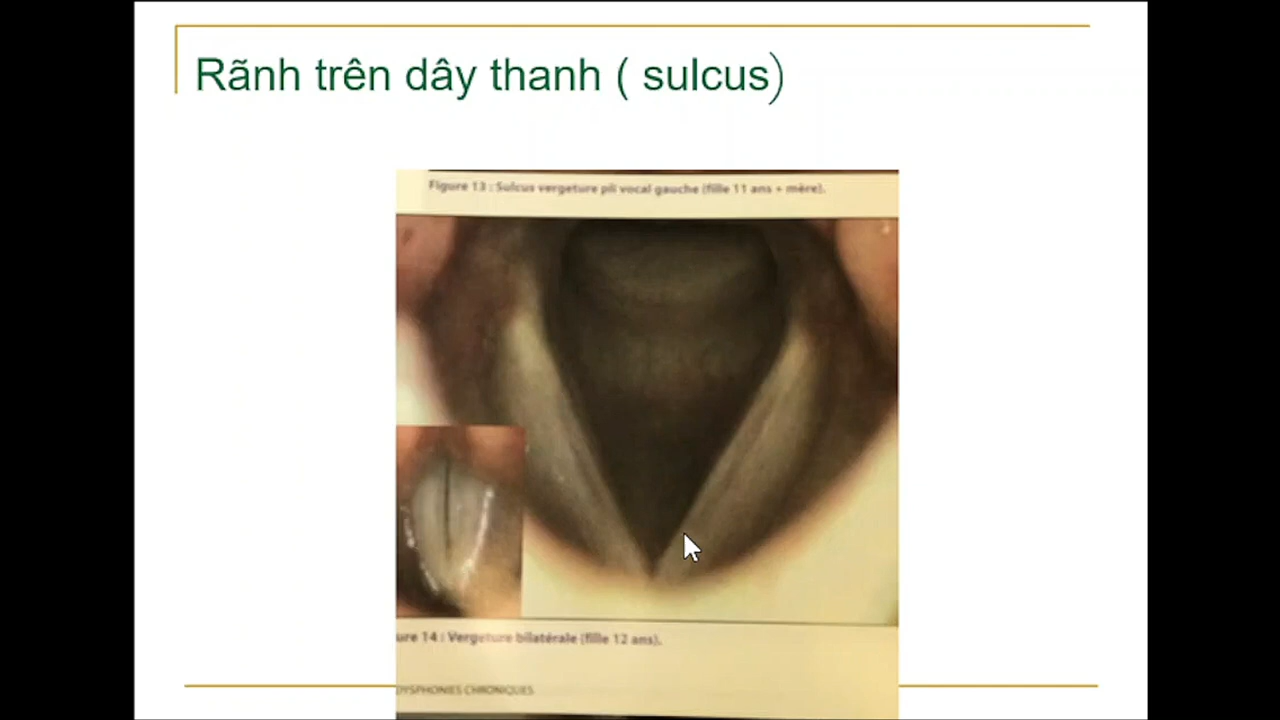 Rãnh trên dây thanh ( sulcus)
Figure 13 : Sulcus vergeture pli vocal gauche (fille 11 ans + mère).
ure 14 : Vergeture bilatérale (fille 12 ans).
DYSPHONIES CHRONIQUES